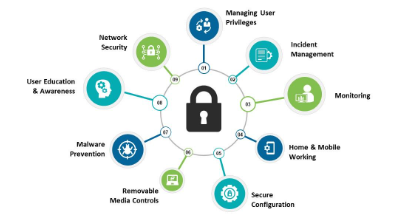 Managing User
Privileges
Network
Security
Incident
Management
01
02
09
User Education
& Awareness
Monitoring
08
03
07
04
Malware
Prevention
Home & Mobile
Working
06
05
Removable
Media Controls
Secure
Configuration